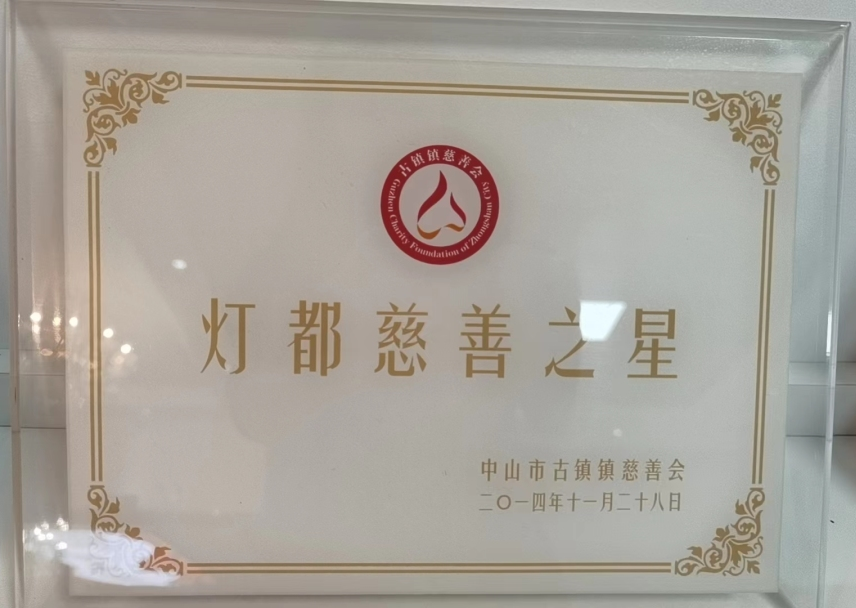 古镇镇慈善会
Guzhen Charity Foundation of Zhongshan City
灯都慈善之星
中山市古镇镇慈善会
二〇一四年十一月二十八日